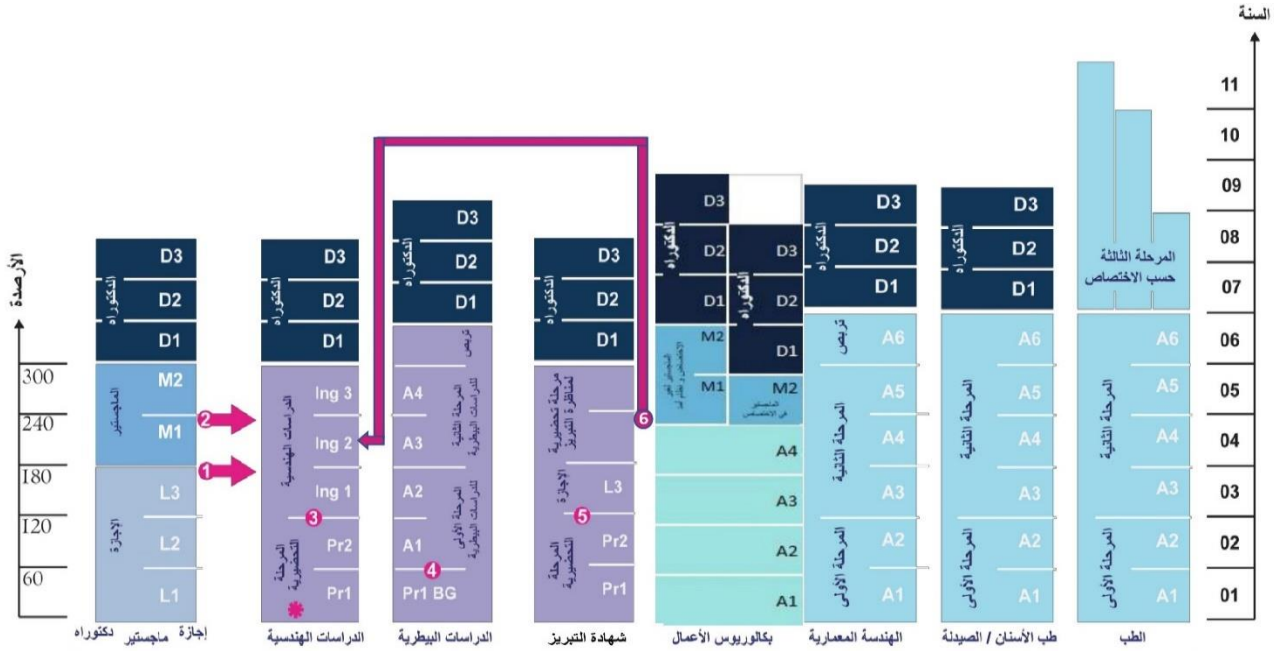 السنة
11
10
09
08
07
06
05
04
03
02
01
الأرصدة
300
240
180
120
60
D3
D2
D1
الدكتوراه
M2
M1
الماجستير
L3
L2
L1
الإجازة
2
1
إجازة ماجستير دكتوراه
D3
D2
D1
الدكتوراه
Ing 3
Ing 2
Ing 1
الدراسات الهندسية
3
Pr2
Pr1
المرحلة التحضيرية
*
الدراسات الهندسية
D3
D2
D1
الدكتوراه
تربص
A4
A3
المرحلة الثانية
للدراسات البيطرية
A2
A1
المرحلة الأولى
للدراسات البيطرية
4
Pr1 BG
الدراسات البيطرية
D3
D2
D1
الدكتوراه
مرحلة تحضيرية
لمناظرة التبريز
6
L3
الإجازة
5
Pr2
Pr1
المرحلة التحضيرية
شهادة التبريز
D3
D2
D1
الدكتوراه
M2
M1
D3
D2
D1
الدكتوراه
M2
الماجستير
في الاختصاص
A4
A3
A2
A1
بكالوريوس الأعمال
D3
D2
D1
الدكتوراه
تربص
A6
A5
A4
A3
المرحلة الثانية
A2
A1
المرحلة الأولى
الهندسة المعمارية
D3
D2
D1
الدكتوراه
A6
A5
A4
A3
المرحلة الثانية
A2
A1
المرحلة الأولى
طب الأسنان / الصيدلة
المرحلة الثالثة
حسب الاختصاص
A6
A5
A4
A3
المرحلة الثانية
A2
A1
المرحلة الأولى
الطب